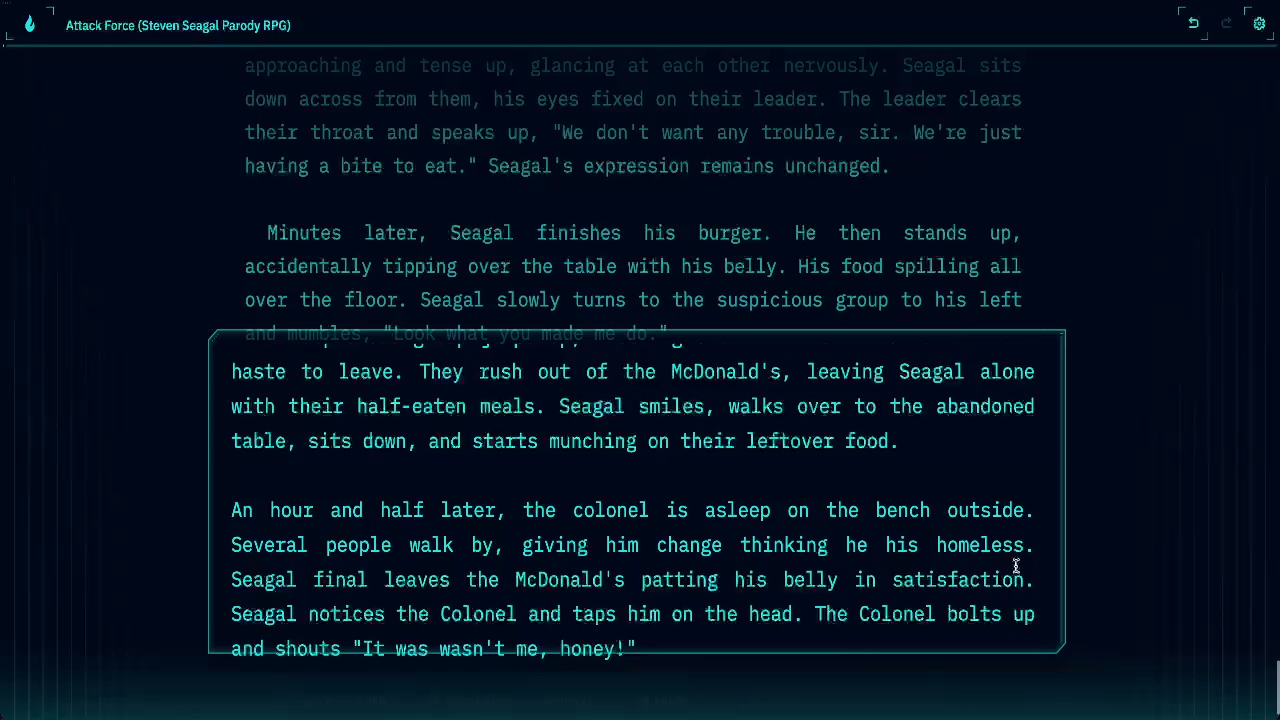 Attack Force (Steven Seagal Parody RPG)
approaching and tense up, glancing at each other nervously. Seagal sits
down across from them, his eyes fixed on their leader. The leader clears
their throat and speaks up, "We don't want any trouble, sir. We're just
having a bite to eat." Seagal's expression remains unchanged.
Minutes later, Seagal finishes his burger. He then stands up,
accidentally tipping over the table with his belly. His food spilling all
over the floor. Seagal slowly turns to the suspicious group to his left
and mumbles, "Look what you made me do."
haste to leave. They rush out of the McDonald's, leaving Seagal alone
with their half-eaten meals. Seagal smiles, walks over to the abandoned
table, sits down, and starts munching on their leftover food.
An hour and half later, the colonel is asleep on the bench outside.
Several people walk by, giving him change thinking he his homeless.
Seagal final leaves the McDonald's patting his belly in satisfaction.
Seagal notices the Colonel and taps him on the head. The Colonel bolts up
and shouts "It was wasn't me, honey!"